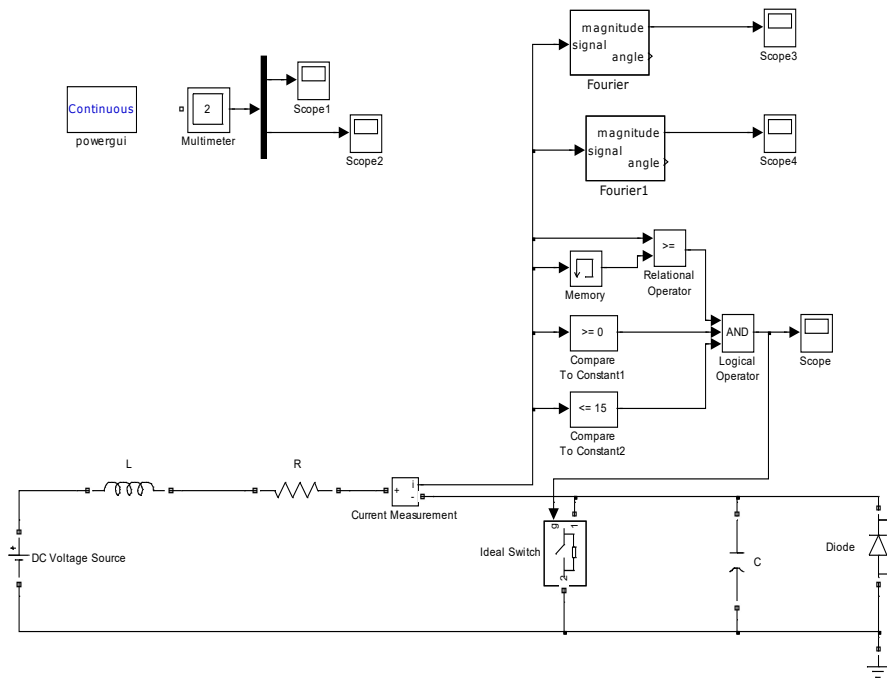 magnitude
signal
angle
Fourier
Scope3
Continuous
powergui
2
Multimeter
Scope1
Scope2
magnitude
signal
angle
Fourier1
Scope4
>=
Relational
Operator
Memory
>= 0
Compare
To Constant1
AND
Logical
Operator
Scope
<= 15
Compare
To Constant2
L
R
+
i
-
Current Measurement
+
DC Voltage Source
Ideal Switch
g
1
2
C
Diode